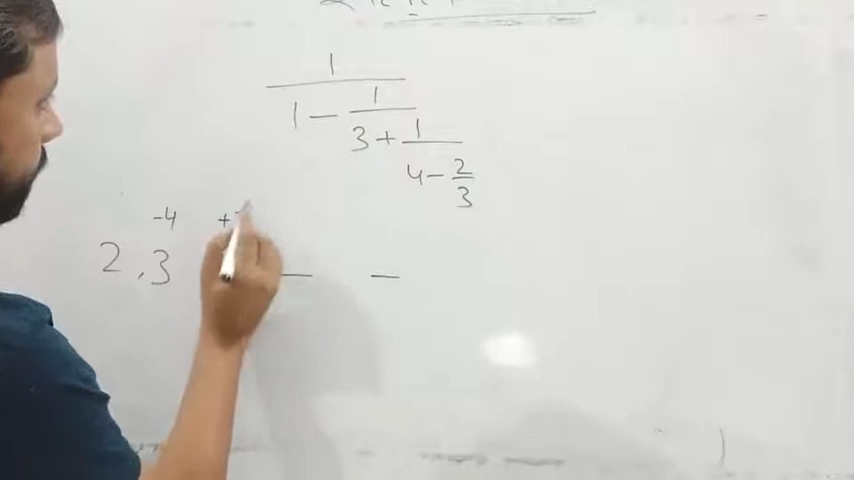 1
1 - 1
3 + 1
4 - 2
3
-4 +
2, 3 — —